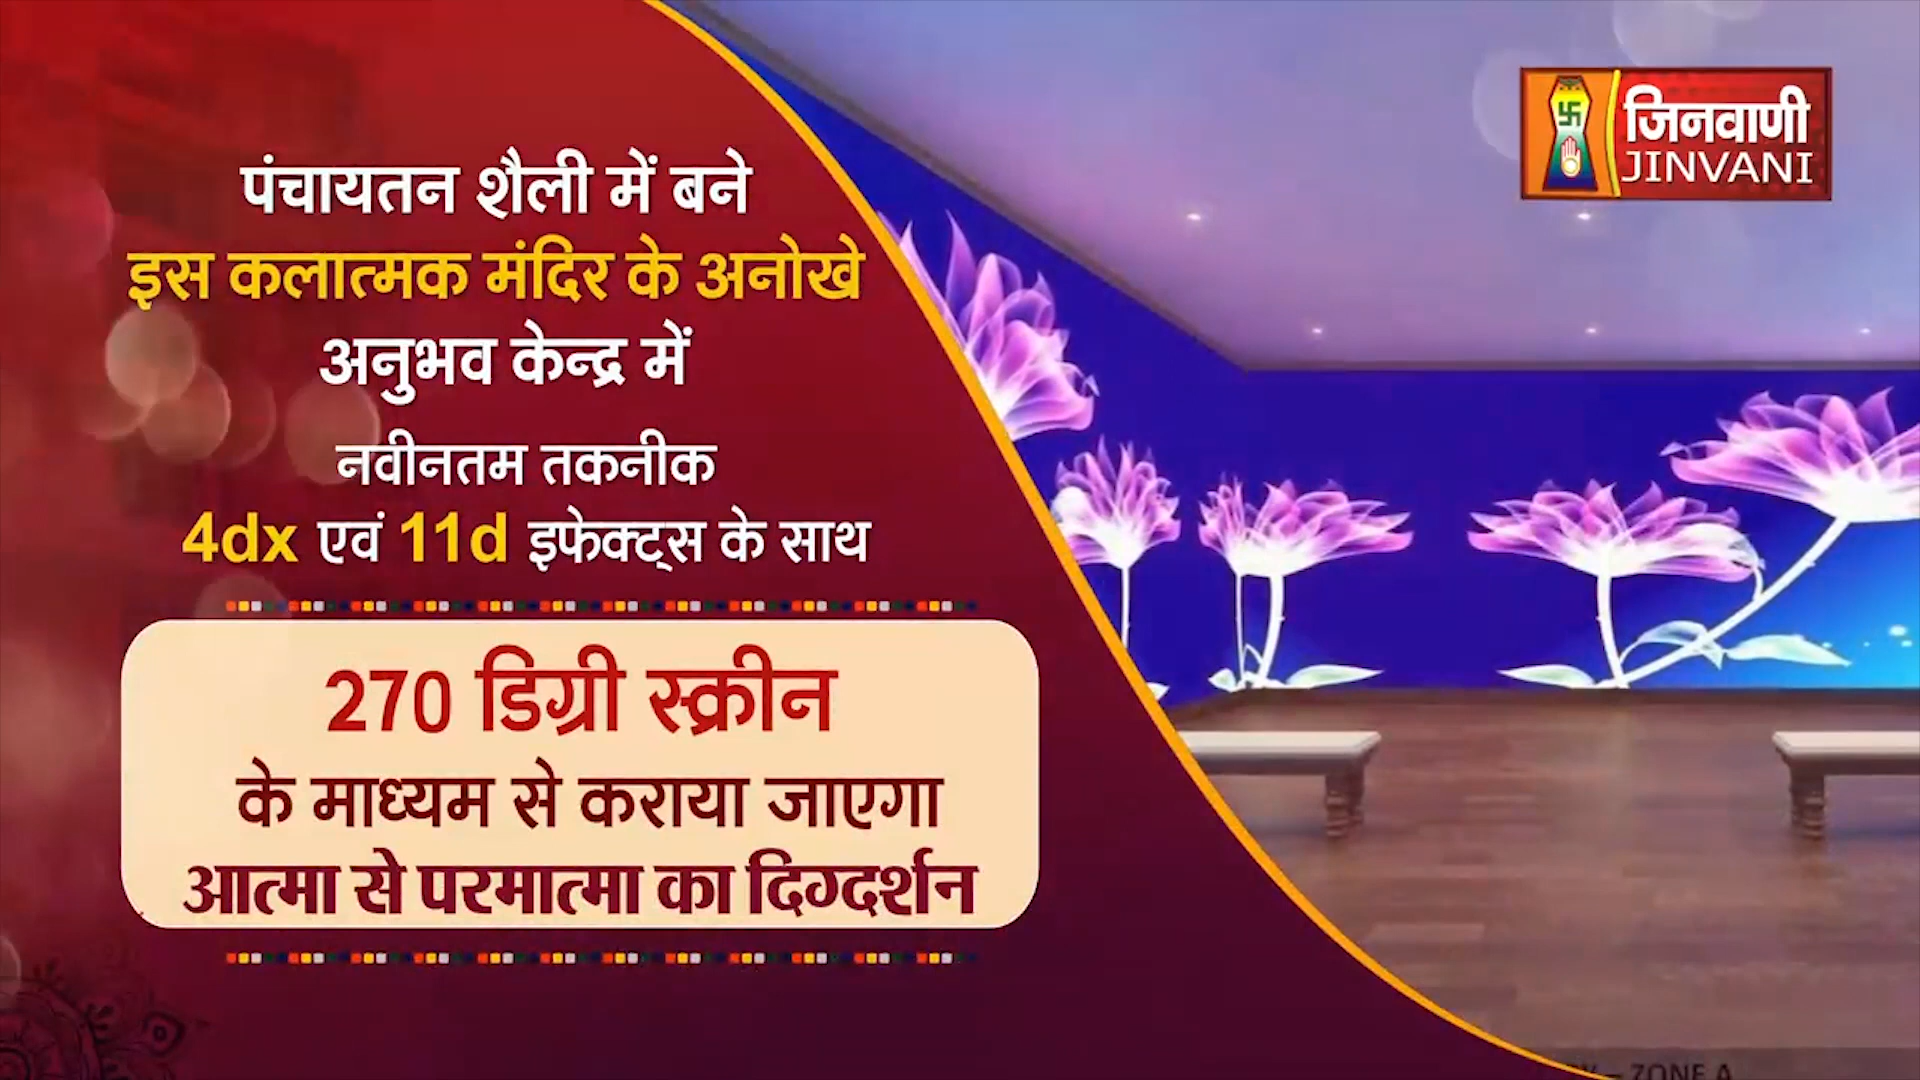 पंचायतन शैली में बने
इस कलात्मक मंदिर के अनोखे
अनुभव केन्द्र में
नवीनतम तकनीक
4dx एवं 11d इफेक्ट्स के साथ
270 डिग्री स्क्रीन
के माध्यम से कराया जाएगा
आत्मा से परमात्मा का दिग्दर्शन
जिनवाणी
JINVANI
– ZONE A